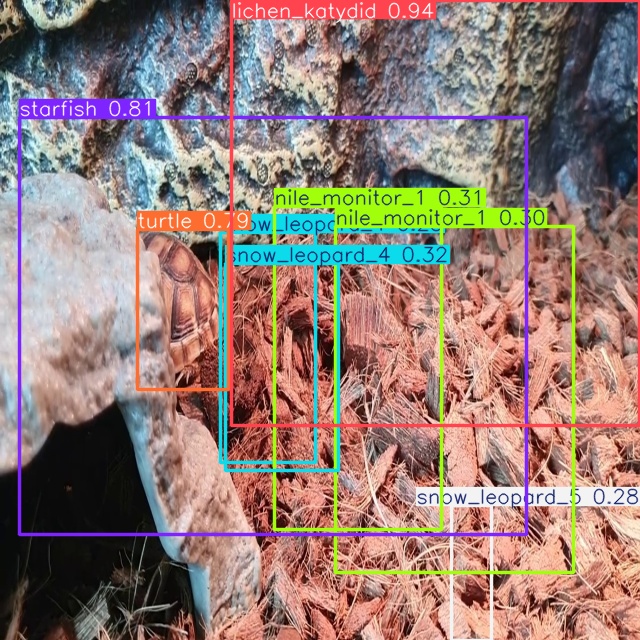 lichen_katydid 0.94
starfish 0.81
nile_monitor_1 0.31
turtle 0.79
nile_monitor_1 0.30
snow_leopard_4 0.32
snow_leopard_5 0.28